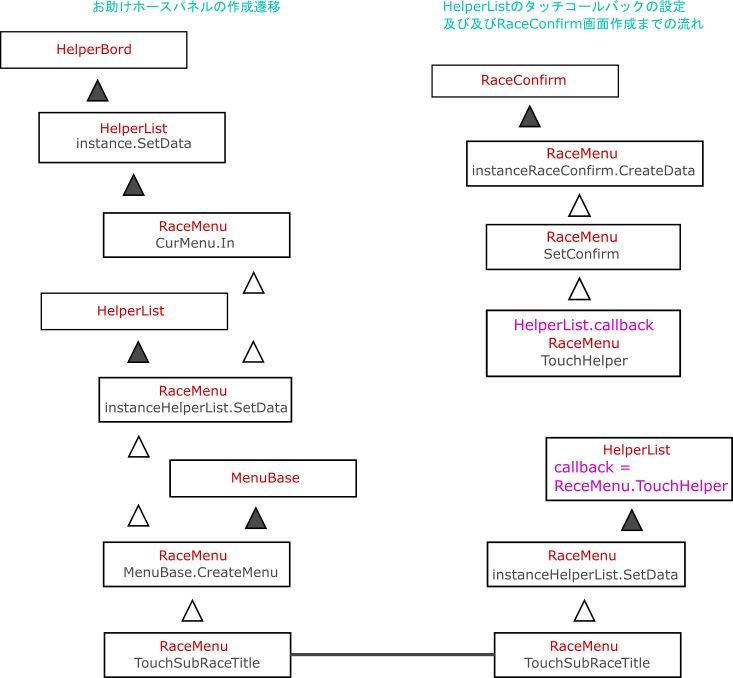 お助けホースパネルの作成遷移
HelperBord
HelperList
instance.SetData
RaceMenu
CurMenu.In
HelperList
RaceMenu
instanceHelperList.SetData
MenuBase
RaceMenu
MenuBase.CreateMenu
RaceMenu
TouchSubRaceTitle
HelperListのタッチコールバックの設定
及び及びRaceConfirm画面作成までの流れ
RaceConfirm
RaceMenu
instanceRaceConfirm.CreateData
RaceMenu
SetConfirm
HelperList.callback
RaceMenu
TouchHelper
HelperList
callback =
ReceMenu.TouchHelper
RaceMenu
instanceHelperList.SetData
RaceMenu
TouchSubRaceTitle